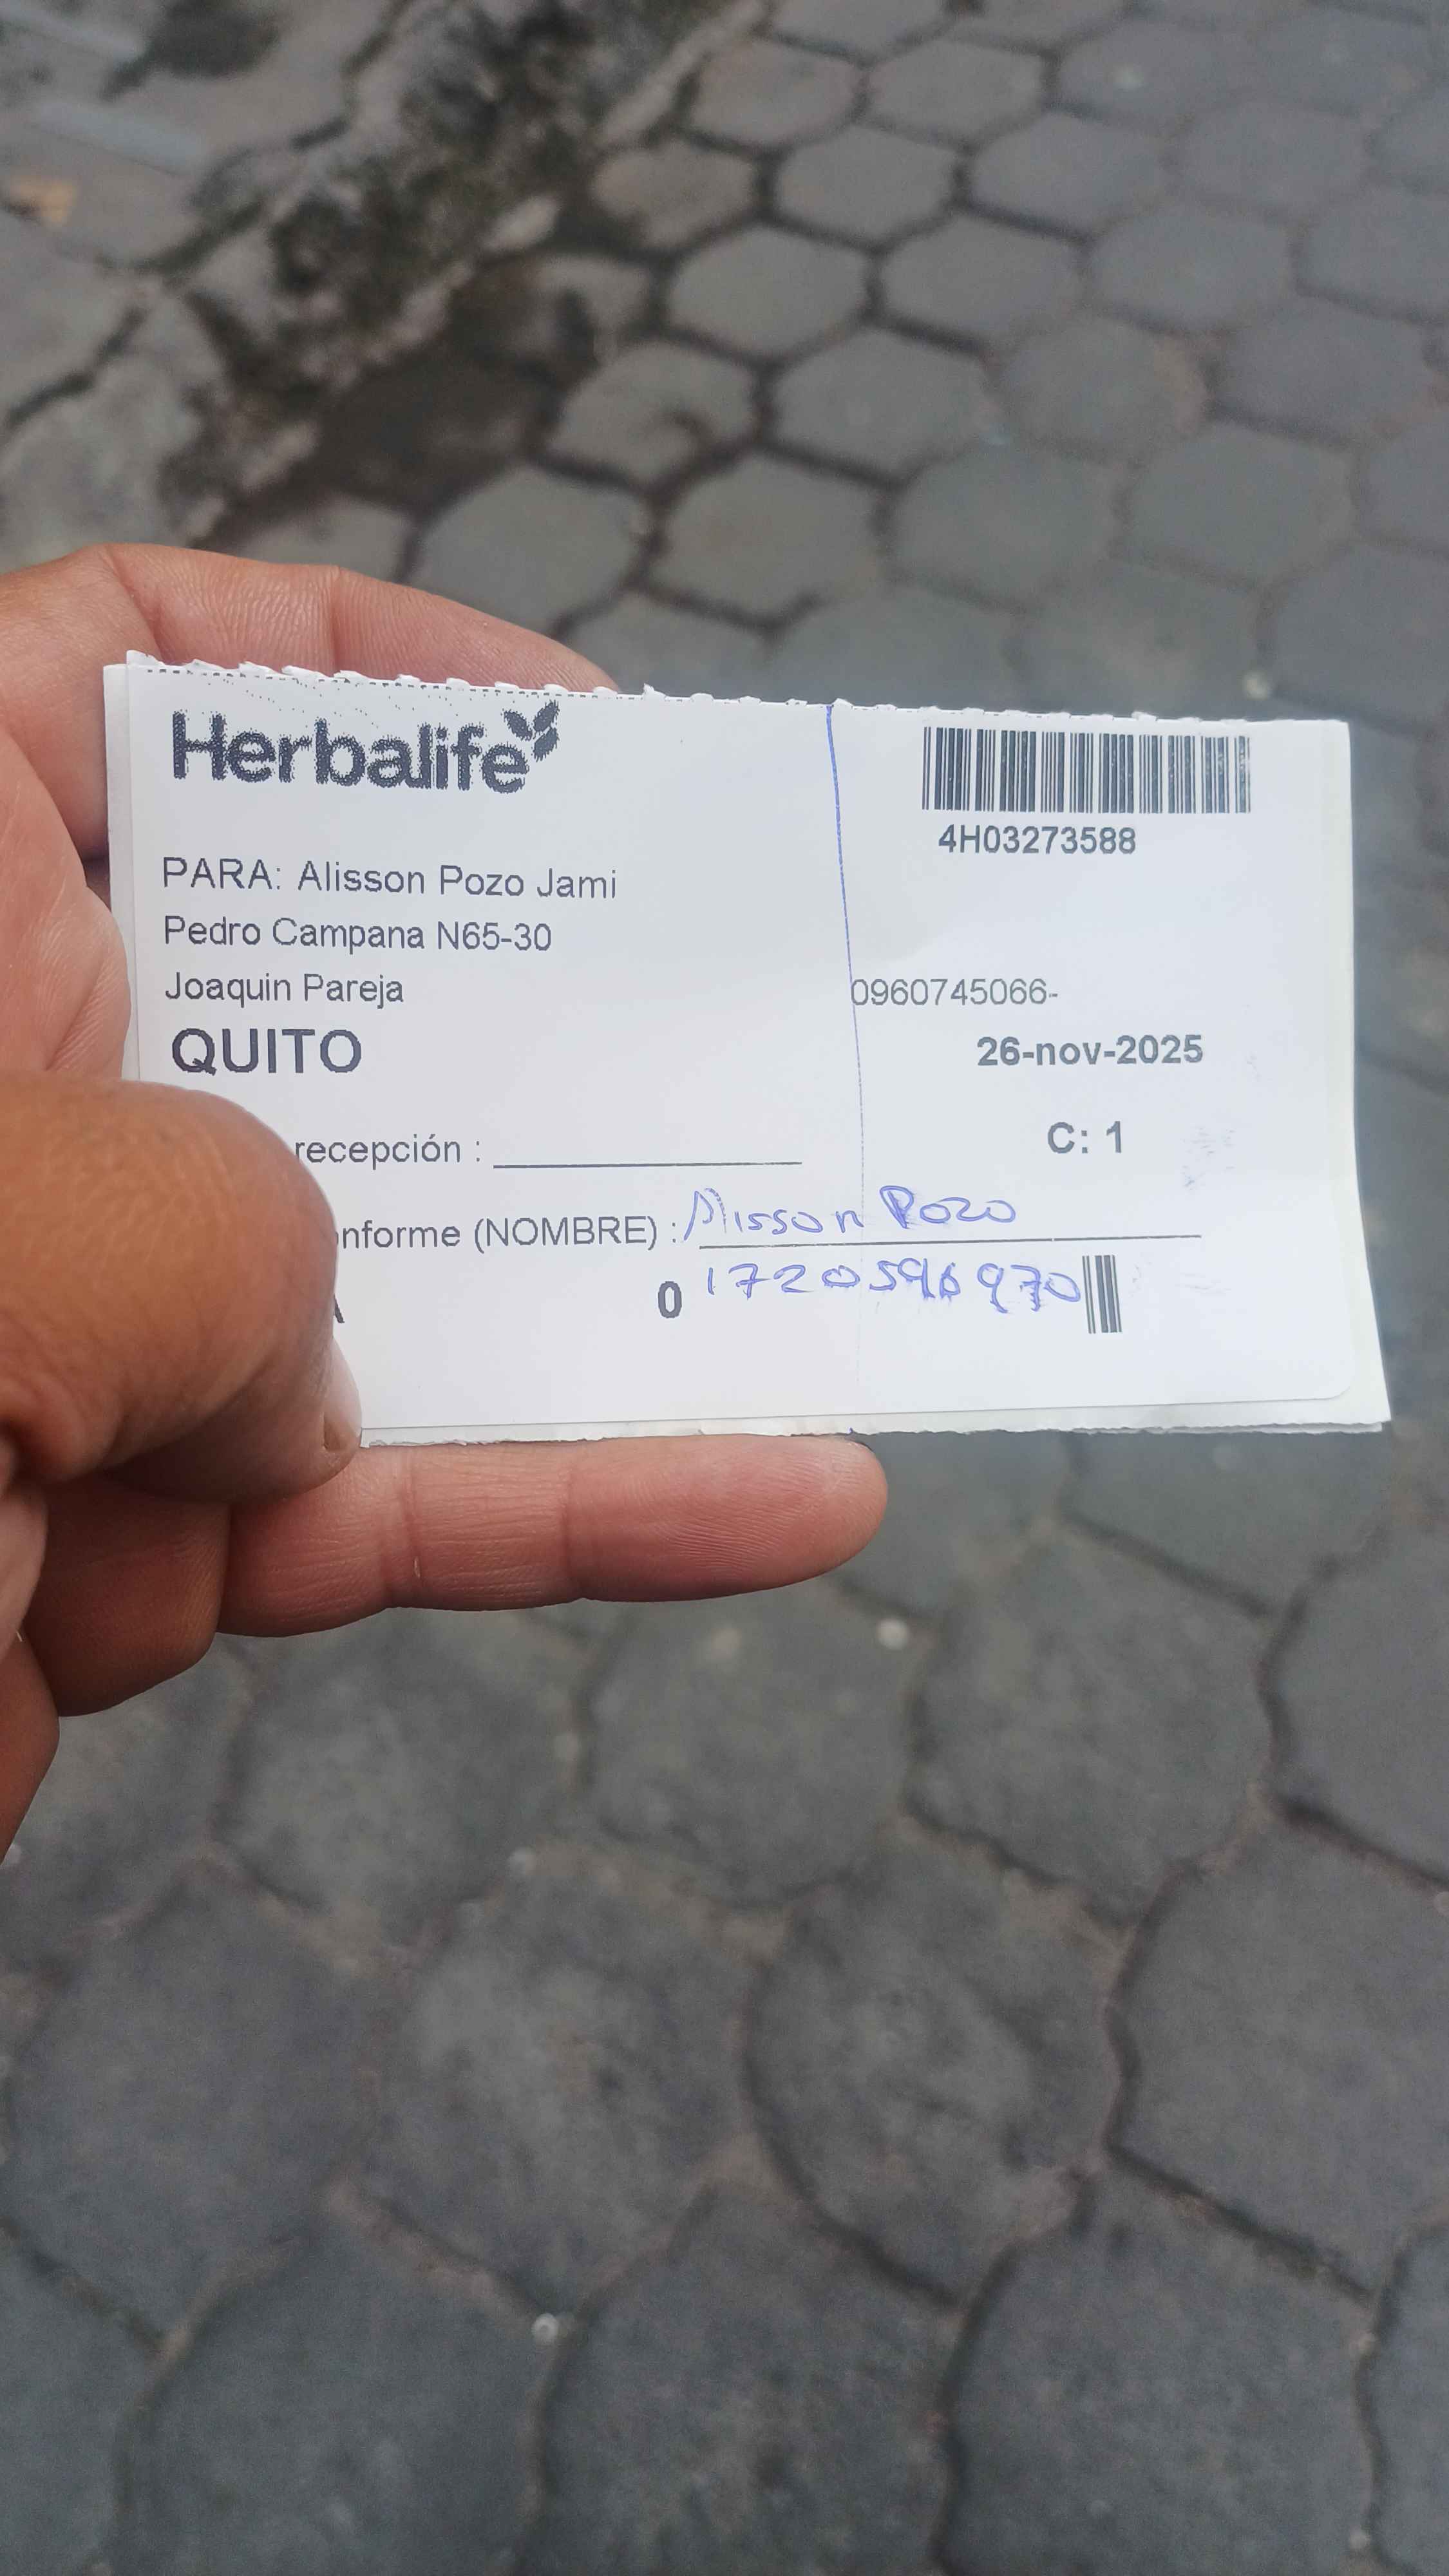 Herbalife
4H03273588
PARA: Alisson Pozo Jami
Pedro Campana N65-30
Joaquin Pareja
0960745066-
QUITO
26-nov-2025
recepción :
C: 1
(NOMBRE) : Alisson Pozo
0 1720596970